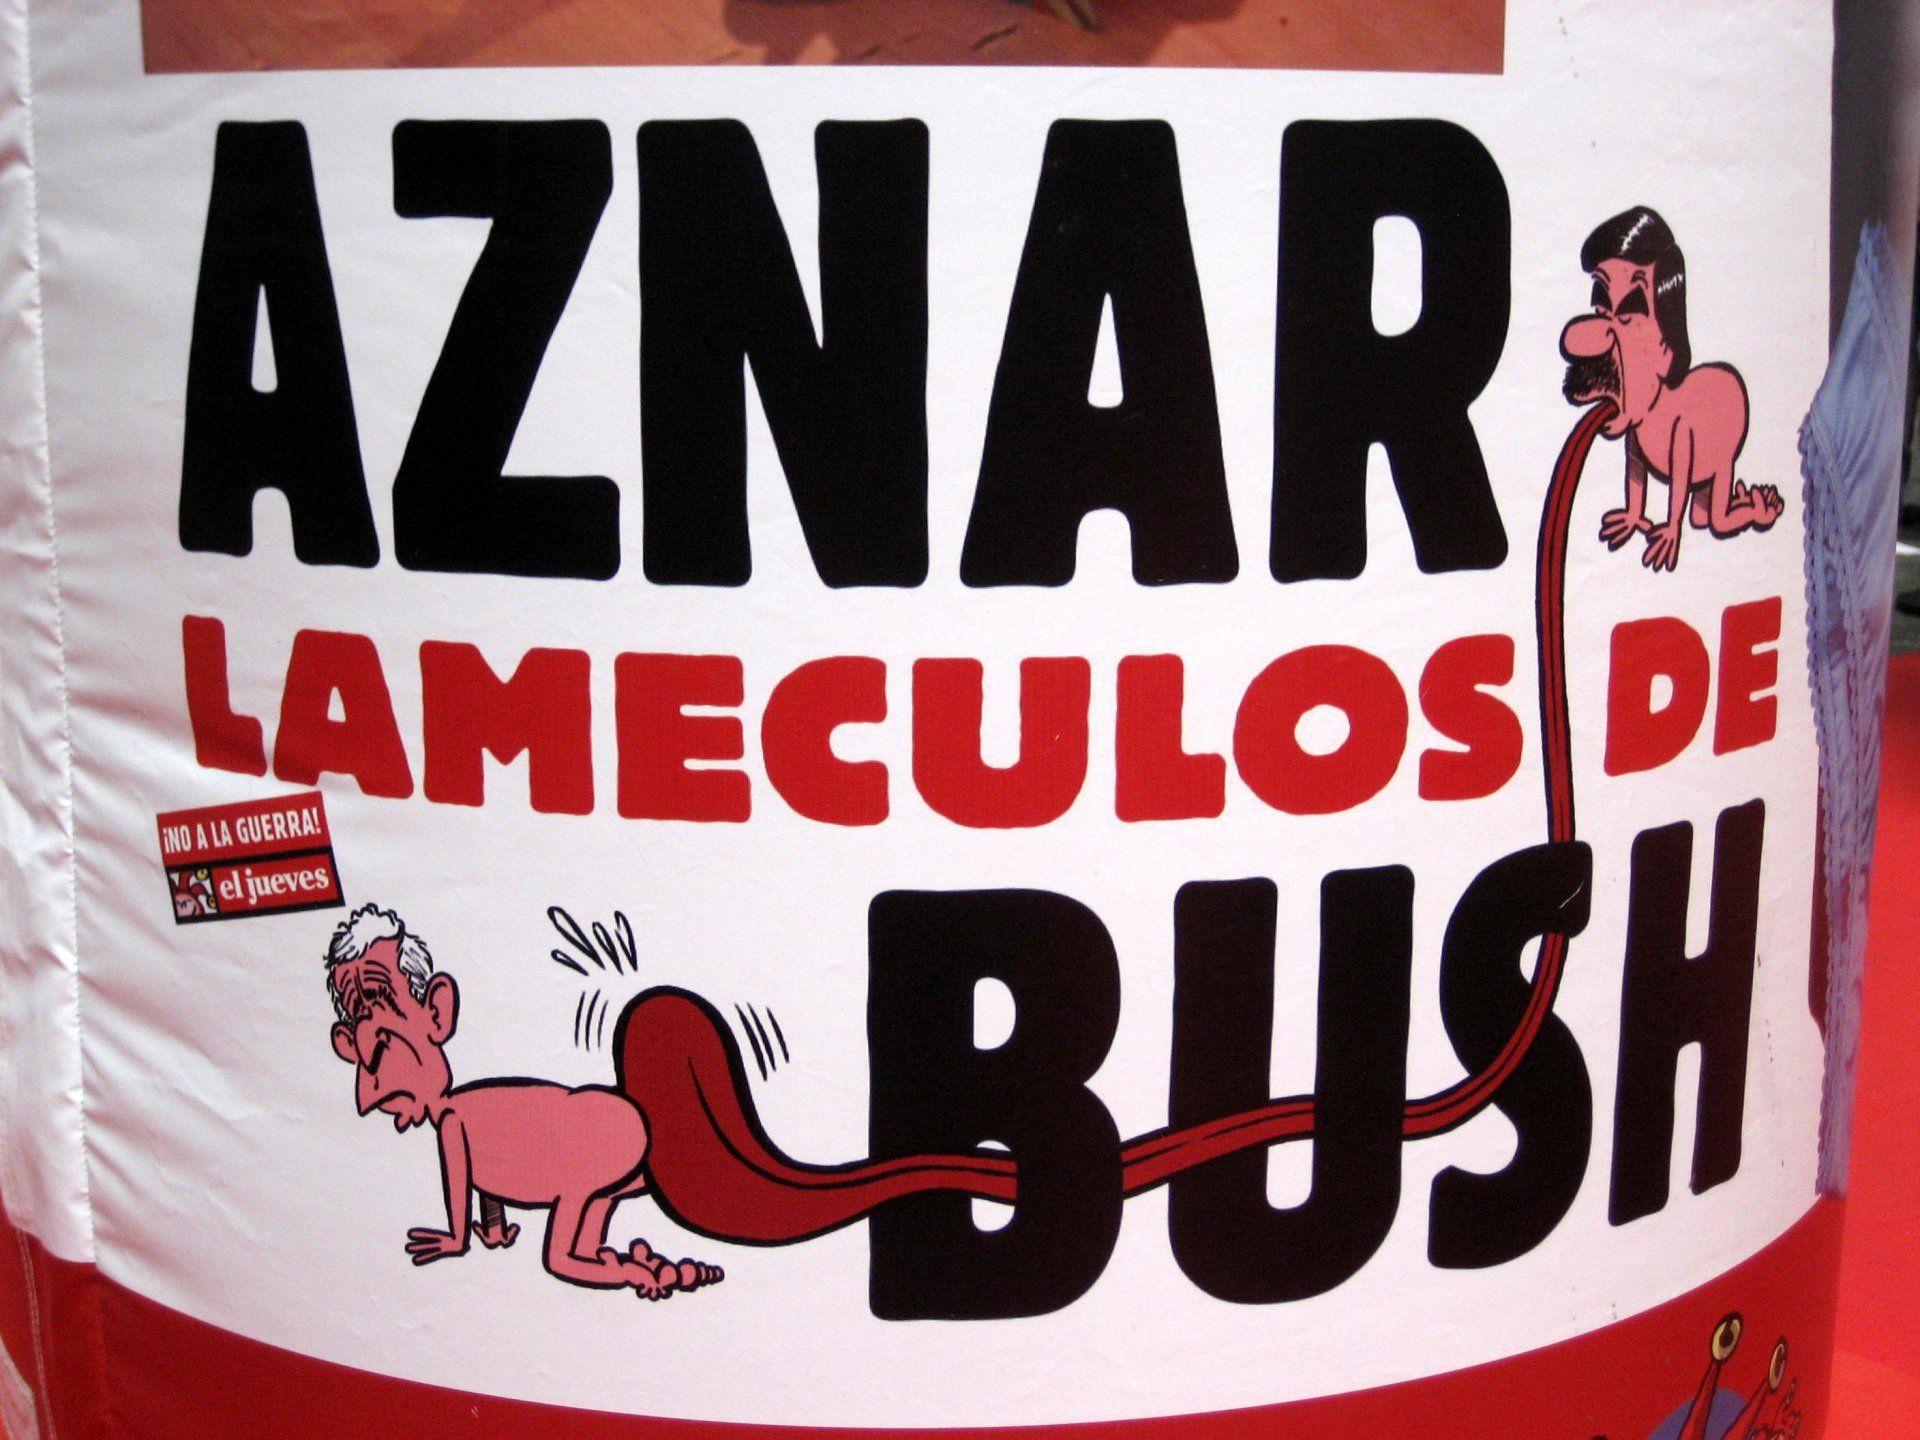 AZNAR
LAMECULOS DE
BUSH
¡NO A LA GUERRA!
el jueves